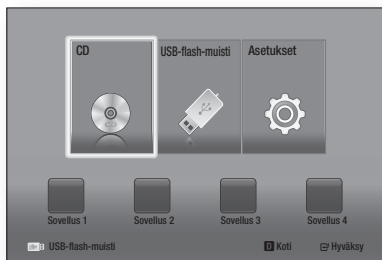 CD USB-flash-muisti Asetukset
Sovellus 1 Sovellus 2 Sovellus 3 Sovellus 4
USB-flash-muisti D Koti Hyväksy